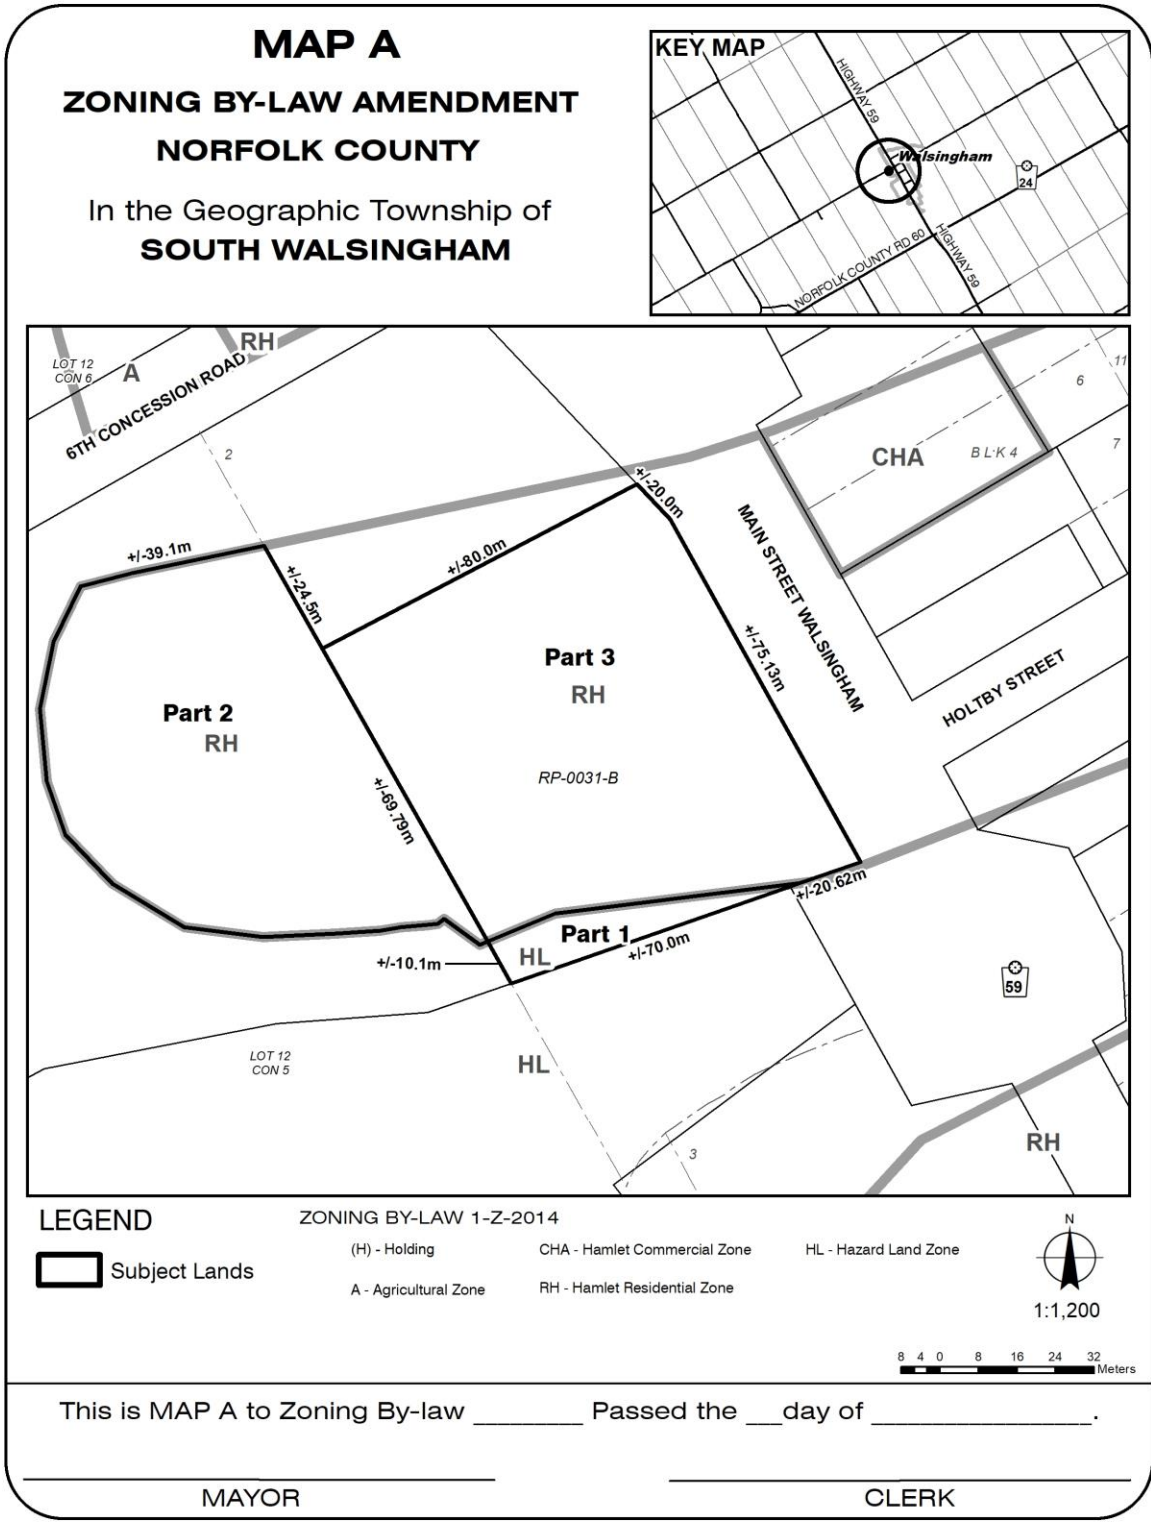 MAP A
ZONING BY-LAW AMENDMENT
NORFOLK COUNTY
In the Geographic Township of
SOUTH WALSINGHAM
KEY MAP
HIGHWAY 59
Walsingham
24
NORFOLK COUNTY RD 60
HIGHWAY 59
LOT 12
CON 6
A
RH
6TH CONCESSION ROAD
2
11
6
7
CHA
BLK 4
+/-20.0m
+/-39.1m
+/-24.5m
+/-80.0m
MAIN STREET WALSINGHAM
+/-75.13m
HOLTBY STREET
Part 3
RH
Part 2
RH
RP-0031-B
+/-69.79m
+/-20.62m
Part 1
+/-70.0m
HL
+/-10.1m
59
LOT 12
CON 5
HL
3
RH
LEGEND
Subject Lands
ZONING BY-LAW 1-Z-2014
(H) - Holding
CHA - Hamlet Commercial Zone
HL - Hazard Land Zone
A - Agricultural Zone
RH - Hamlet Residential Zone
N
1:1,200
8 4 0 8 16 24 32
Meters
This is MAP A to Zoning By-law _________ Passed the ___day of __________________.
MAYOR
CLERK